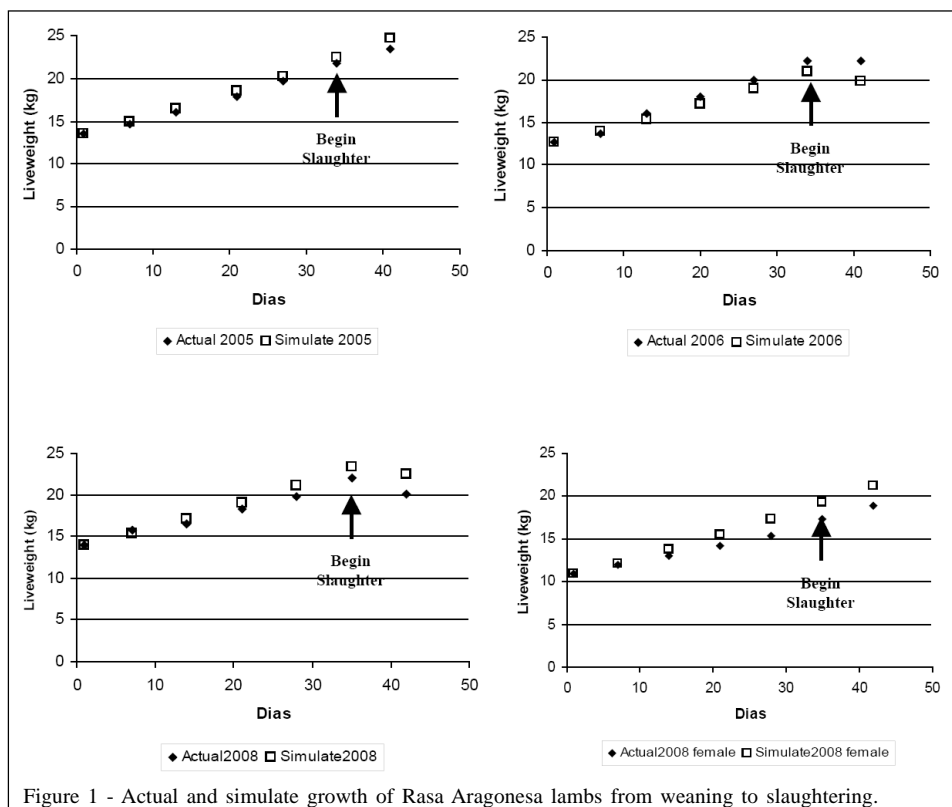 25
20
15
10
5
0
Liveweight (kg)
Begin
Slaughter
0 10 20 30 40 50
Dias
◆ Actual 2005 □ Simulate 2005
25
20
15
10
5
0
Liveweight (kg)
Begin
Slaughter
0 10 20 30 40 50
Dias
◆ Actual 2006 □ Simulate 2006
25
20
15
10
5
0
Liveweight (kg)
Begin
Slaughter
0 10 20 30 40 50
Dias
◆ Actual2008 □ Simulate2008
25
20
15
10
5
0
Liveweight (kg)
Begin
Slaughter
0 10 20 30 40 50
Dias
◆ Actual2008 female □ Simulate2008 female
Figure 1 - Actual and simulate growth of Rasa Aragonesa lambs from weaning to slaughtering.